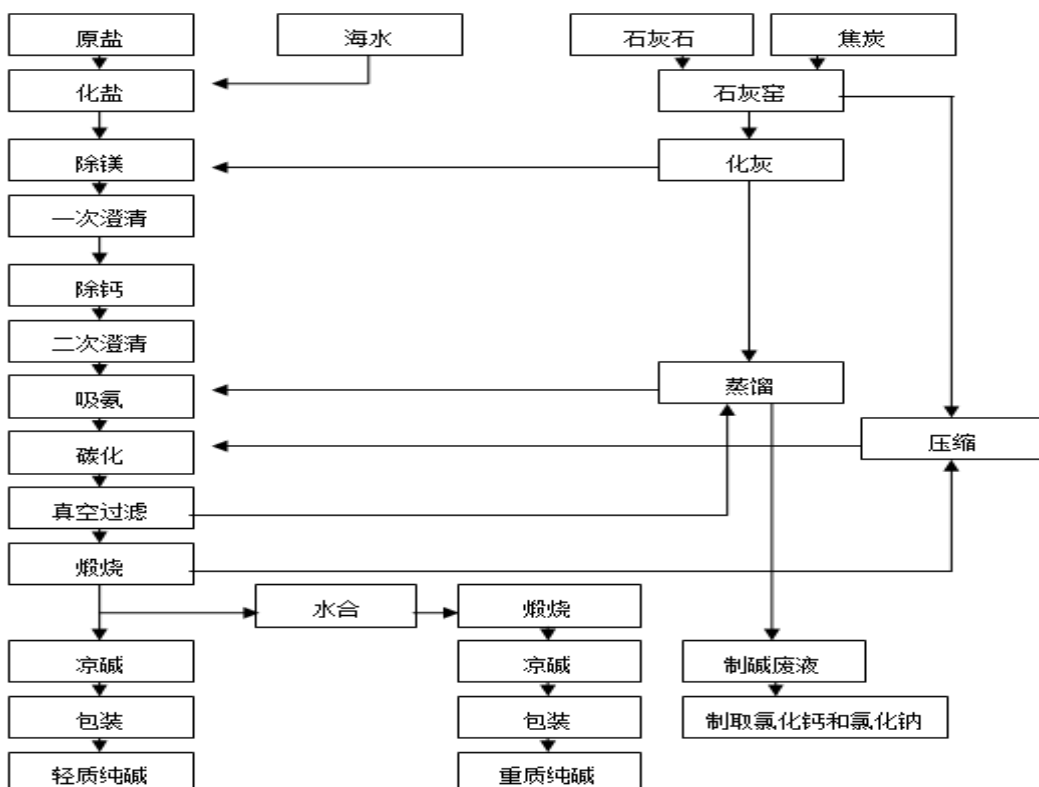 原盐
海水
石灰石
焦炭
化盐
石灰窑
除镁
化灰
一次澄清
除钙
二次澄清
吸氨
蒸馏
碳化
压缩
真空过滤
煅烧
水合
煅烧
凉碱
凉碱
制碱废液
包装
包装
制取氯化钙和氯化钠
轻质纯碱
重质纯碱